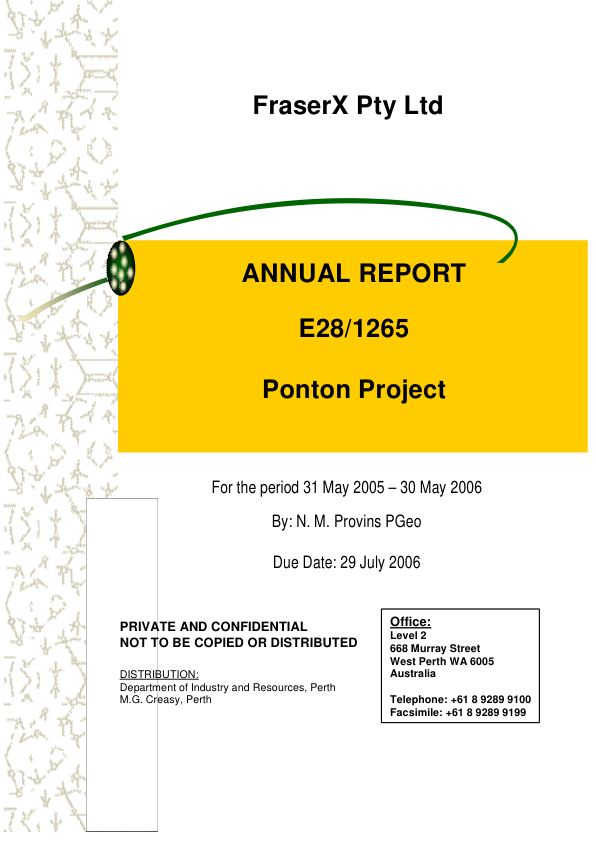 FraserX Pty Ltd
ANNUAL REPORT
E28/1265
Ponton Project
For the period 31 May 2005 – 30 May 2006
By: N. M. Provins PGeo
Due Date: 29 July 2006
PRIVATE AND CONFIDENTIAL
NOT TO BE COPIED OR DISTRIBUTED
DISTRIBUTION:
Department of Industry and Resources, Perth
M.G. Creasy, Perth
Office:
Level 2
668 Murray Street
West Perth WA 6005
Australia
Telephone: +61 8 9289 9100
Facsimile: +61 8 9289 9199